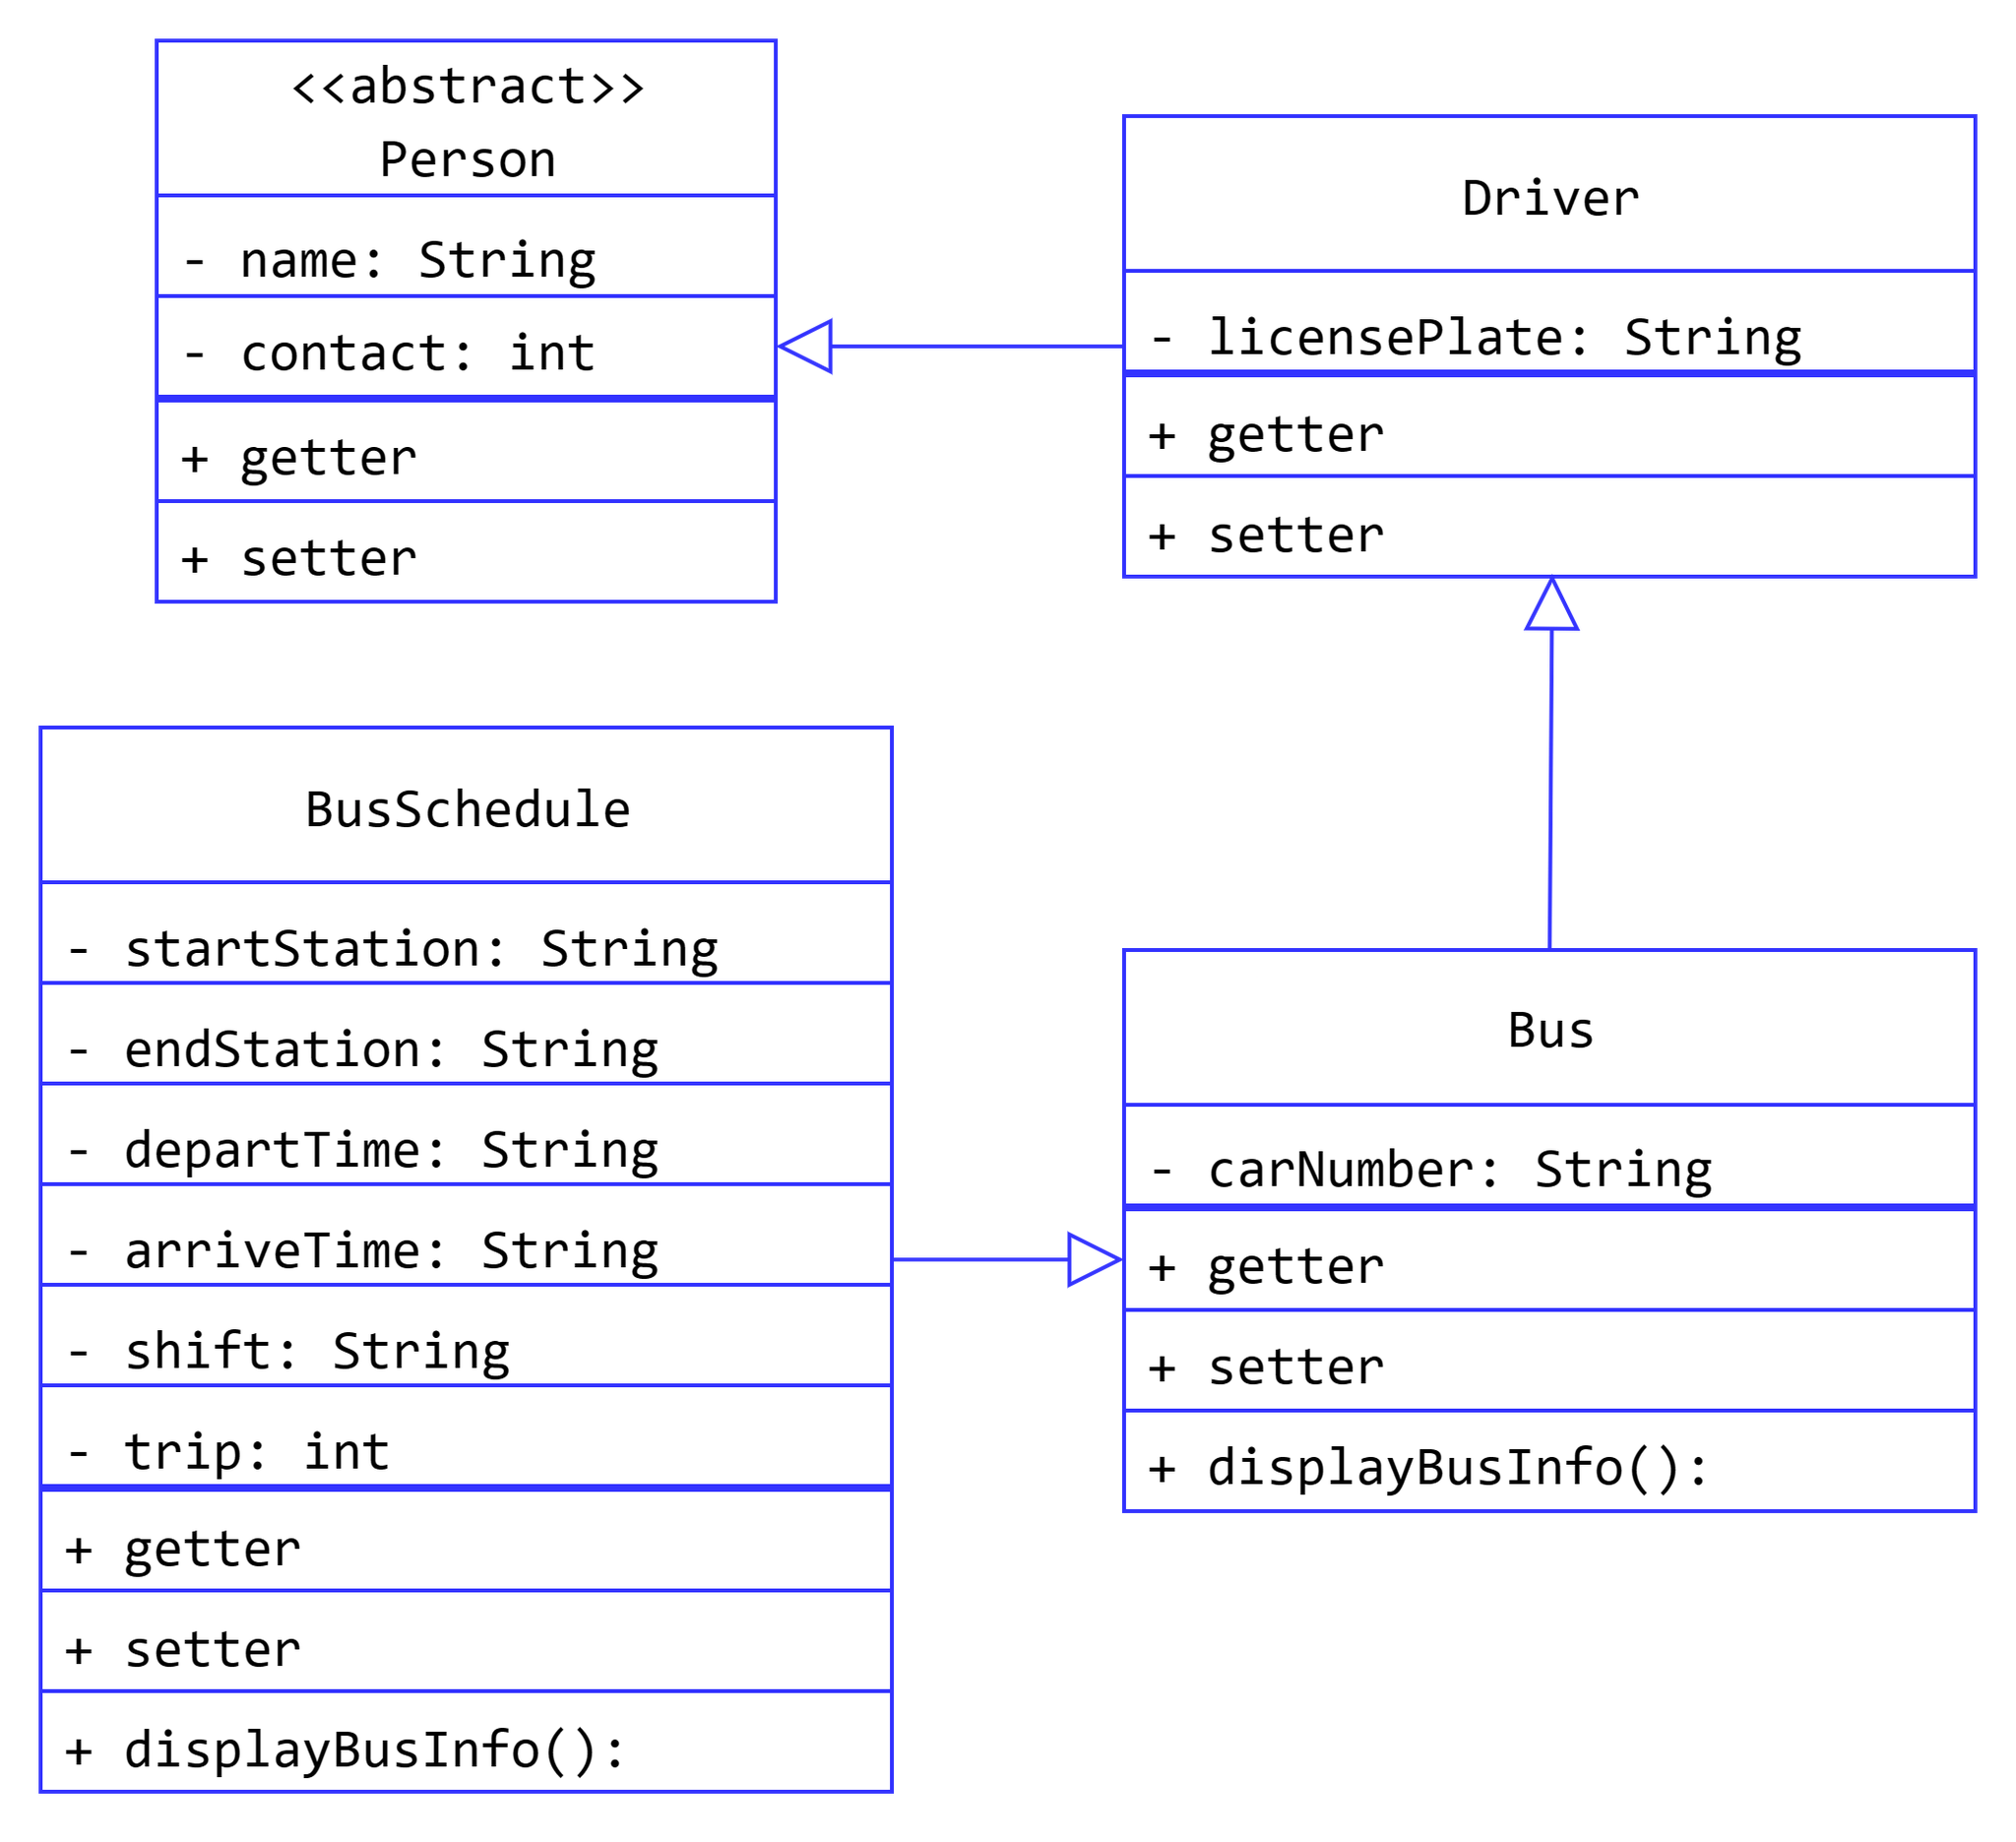 <<abstract>>
Person
- name: String
- contact: int
+ getter
+ setter
Driver
- licensePlate: String
+ getter
+ setter
BusSchedule
- startStation: String
- endStation: String
- departTime: String
- arriveTime: String
- shift: String
- trip: int
+ getter
+ setter
+ displayBusInfo():
Bus
- carNumber: String
+ getter
+ setter
+ displayBusInfo():